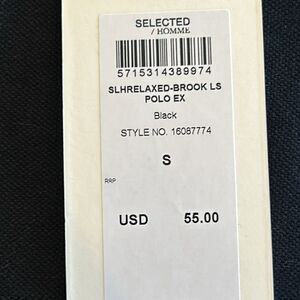 SELECTED
/ HOMME
5715314389974
SLHRELAXED-BROOK LS
POLO EX
Black
STYLE NO. 16087774
S
RRP
USD 55.00